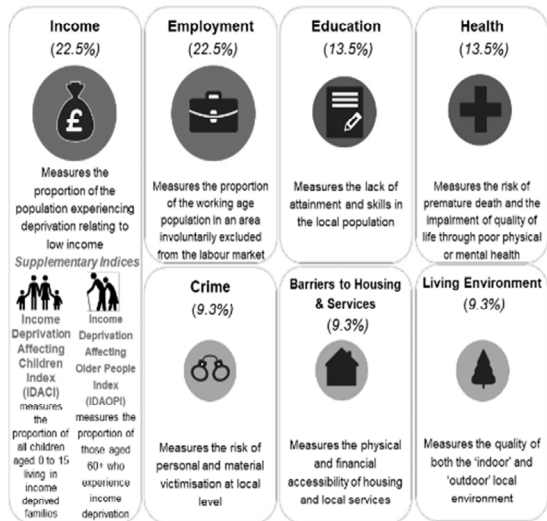 Income
(22.5%)
£
Measures the
proportion of the
population experiencing
deprivation relating to
low income
Supplementary Indices
Income
Deprivation
Affecting
Children
Index
(IDACI)
measures
the
proportion of
all children
aged 0 to 15
living in
income
deprived
families
Income
Deprivation
Affecting
Older People
Index
(IDAOPI)
measures the
proportion of
those aged
60+ who
experience
income
deprivation
Employment
(22.5%)
Measures the proportion
of the working age
population in an area
involuntarily excluded
from the labour market
Education
(13.5%)
Measures the lack of
attainment and skills in
the local population
Health
(13.5%)
Measures the risk of
premature death and the
impairment of quality of
life through poor physical
or mental health
Crime
(9.3%)
Measures the risk of
personal and material
victimisation at local
level
Barriers to Housing
& Services
(9.3%)
Measures the physical
and financial
accessibility of housing
and local services
Living Environment
(9.3%)
Measures the quality of
both the 'indoor' and
'outdoor' local
environment